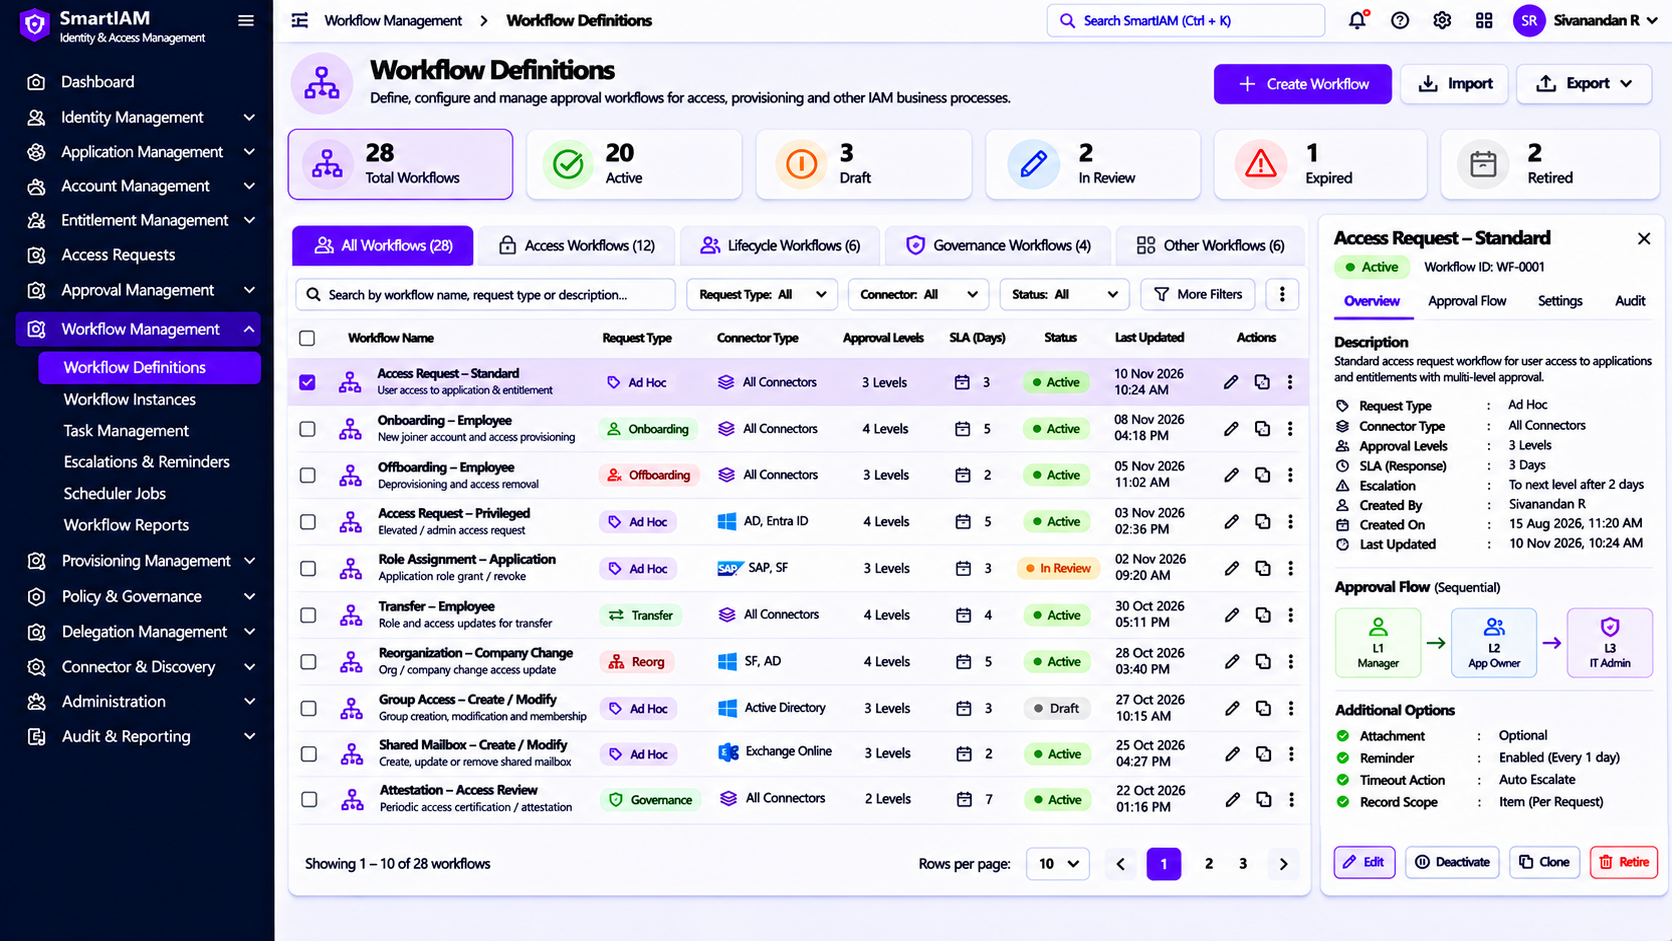 SmartIAM
Identity & Access Management
Dashboard
Identity Management
Application Management
Account Management
Entitlement Management
Access Requests
Approval Management
Workflow Management
Workflow Definitions
Workflow Instances
Task Management
Escalations & Reminders
Scheduler Jobs
Workflow Reports
Provisioning Management
Policy & Governance
Delegation Management
Connector & Discovery
Administration
Audit & Reporting
Workflow Management > Workflow Definitions
Search SmartIAM (Ctrl + K)
SR Sivanandan R
Workflow Definitions
Define, configure and manage approval workflows for access, provisioning and other IAM business processes.
Create Workflow
Import
Export
28
Total Workflows
20
Active
3
Draft
2
In Review
1
Expired
2
Retired
All Workflows (28)
Access Workflows (12)
Lifecycle Workflows (6)
Governance Workflows (4)
Other Workflows (6)
Search by workflow name, request type or description...
Request Type: All
Connector: All
Status: All
More Filters
Workflow Name Request Type Connector Type Approval Levels SLA (Days) Status Last Updated Actions
Access Request – Standard
User access to application & entitlement
Ad Hoc All Connectors 3 Levels 3 Active
10 Nov 2026
10:24 AM
Onboarding – Employee
New joiner account and access provisioning
Onboarding All Connectors 4 Levels 5 Active
08 Nov 2026
04:18 PM
Offboarding – Employee
Deprovisioning and access removal
Offboarding All Connectors 3 Levels 2 Active
05 Nov 2026
11:02 AM
Access Request – Privileged
Elevated / admin access request
Ad Hoc AD, Entra ID 4 Levels 5 Active
03 Nov 2026
02:36 PM
Role Assignment – Application
Application role grant / revoke
Ad Hoc SAP SAP, SF 3 Levels 3 In Review
02 Nov 2026
09:20 AM
Transfer – Employee
Role and access updates for transfer
Transfer All Connectors 4 Levels 4 Active
30 Oct 2026
05:11 PM
Reorganization – Company Change
Org / company change access update
Reorg SF, AD 4 Levels 5 Active
28 Oct 2026
03:40 PM
Group Access – Create / Modify
Group creation, modification and membership
Ad Hoc Active Directory 3 Levels 3 Draft
27 Oct 2026
10:15 AM
Shared Mailbox – Create / Modify
Create, update or remove shared mailbox
Ad Hoc Exchange Online 3 Levels 2 Active
25 Oct 2026
04:27 PM
Attestation – Access Review
Periodic access certification / attestation
Governance All Connectors 2 Levels 7 Active
22 Oct 2026
01:16 PM
Showing 1 – 10 of 28 workflows
Rows per page: 10
< 1 2 3 >
Access Request – Standard
Active Workflow ID: WF-0001
Overview Approval Flow Settings Audit
Description
Standard access request workflow for user access to applications
and entitlements with muliti-level approval.
Request Type : Ad Hoc
Connector Type : All Connectors
Approval Levels : 3 Levels
SLA (Response) : 3 Days
Escalation : To next level after 2 days
Created By : Sivanandan R
Created On : 15 Aug 2026, 11:20 AM
Last Updated : 10 Nov 2026, 10:24 AM
Approval Flow (Sequential)
L1
Manager
L2
App Owner
L3
IT Admin
Additional Options
Attachment : Optional
Reminder : Enabled (Every 1 day)
Timeout Action : Auto Escalate
Record Scope : Item (Per Request)
Edit
Deactivate
Clone
Retire